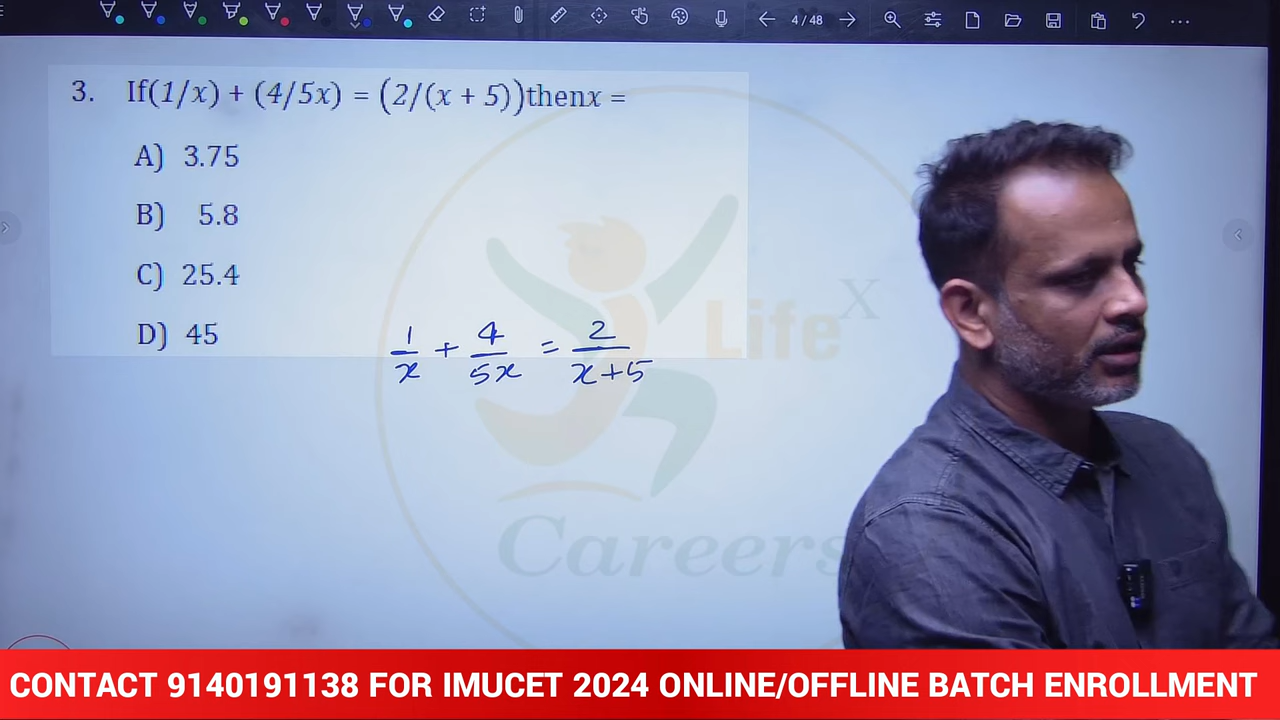 4 / 48
3. If(1/x) + (4/5x) = (2/(x + 5))thenx =
A) 3.75
B) 5.8
C) 25.4
D) 45
1/x + 4/5x = 2/x+5
Life X
Careers
CONTACT 9140191138 FOR IMUCET 2024 ONLINE/OFFLINE BATCH ENROLLMENT